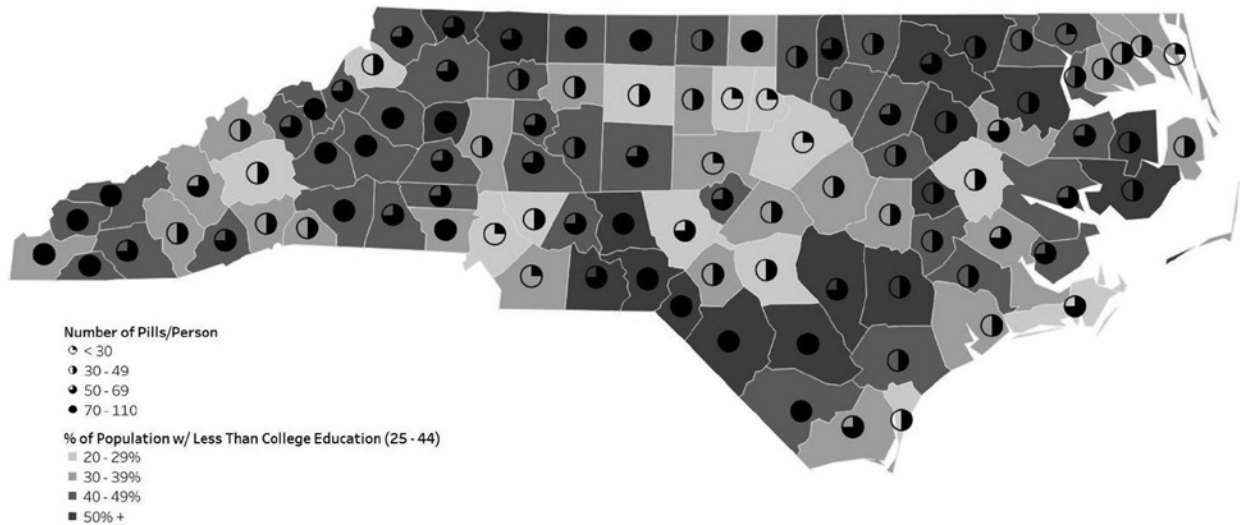 Number of Pills/Person
< 30
30 - 49
50 - 69
70 - 110
% of Population w/ Less Than College Education (25 - 44)
20 - 29%
30 - 39%
40 - 49%
50% +